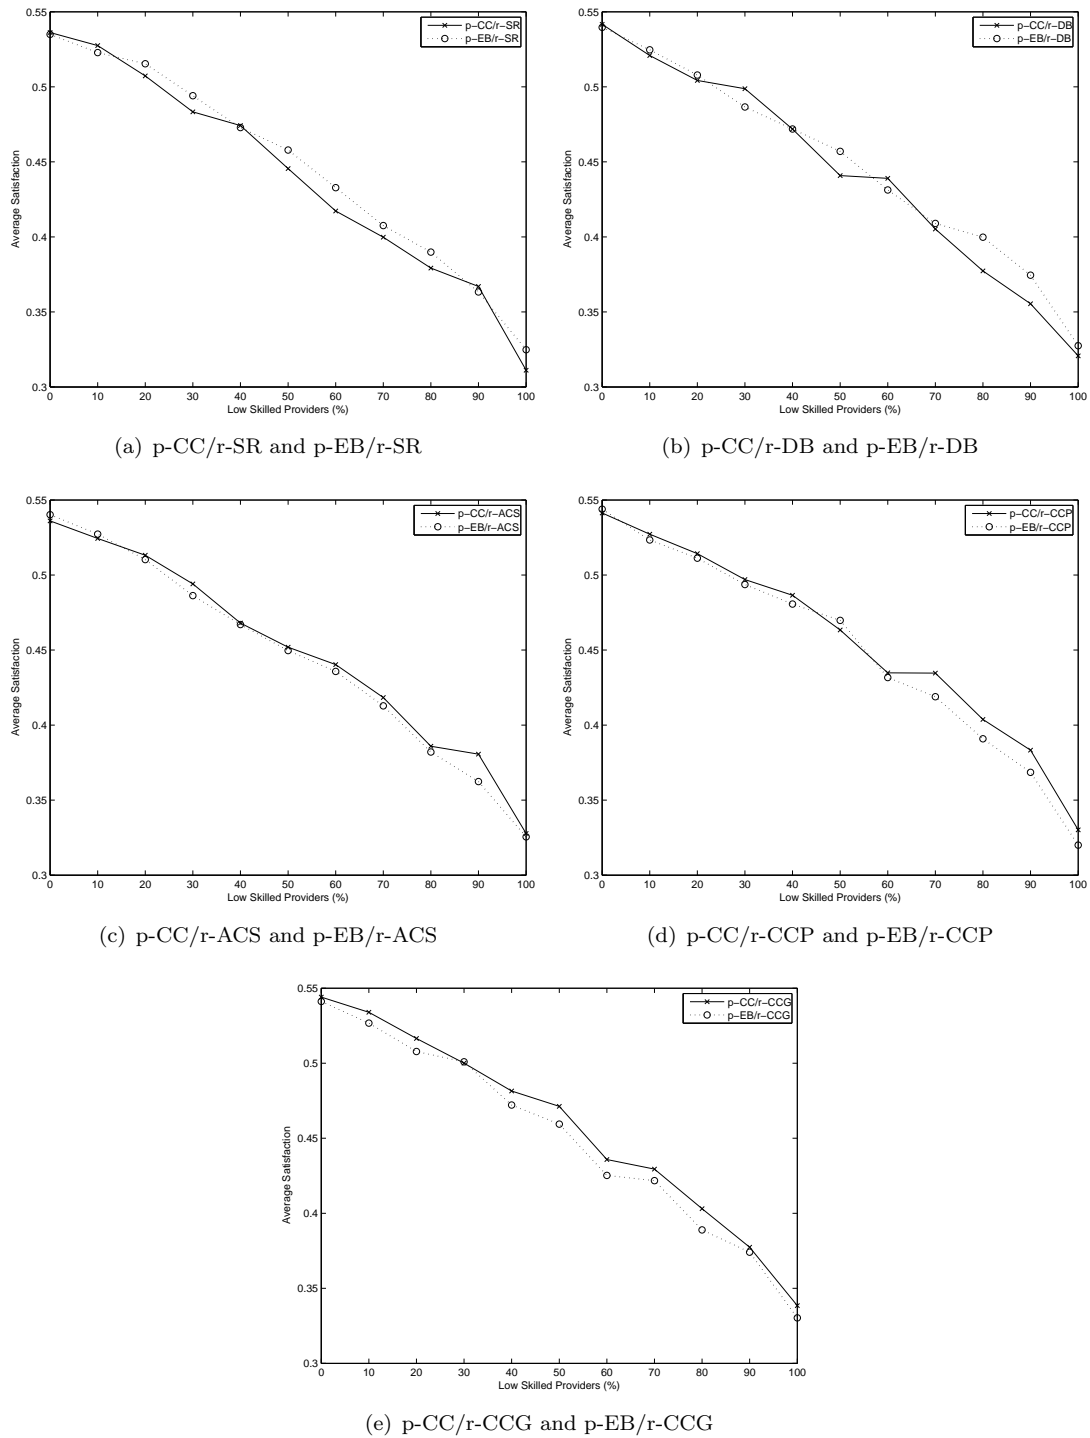 0.55
p-CC/r-SR
p-EB/r-SR
0.5
0.45
0.4
0.35
0.3
Average Satisfaction
0 10 20 30 40 50 60 70 80 90 100
Low Skilled Providers (%)
(a) p-CC/r-SR and p-EB/r-SR
0.55
p-CC/r-DB
p-EB/r-DB
0.5
0.45
0.4
0.35
0.3
Average Satisfaction
0 10 20 30 40 50 60 70 80 90 100
Low Skilled Providers (%)
(b) p-CC/r-DB and p-EB/r-DB
0.55
p-CC/r-ACS
p-EB/r-ACS
0.5
0.45
0.4
0.35
0.3
Average Satisfaction
0 10 20 30 40 50 60 70 80 90 100
Low Skilled Providers (%)
(c) p-CC/r-ACS and p-EB/r-ACS
0.55
p-CC/r-CCP
p-EB/r-CCP
0.5
0.45
0.4
0.35
0.3
Average Satisfaction
0 10 20 30 40 50 60 70 80 90 100
Low Skilled Providers (%)
(d) p-CC/r-CCP and p-EB/r-CCP
0.55
p-CC/r-CCG
p-EB/r-CCG
0.5
0.45
0.4
0.35
0.3
Average Satisfaction
0 10 20 30 40 50 60 70 80 90 100
Low Skilled Providers (%)
(e) p-CC/r-CCG and p-EB/r-CCG